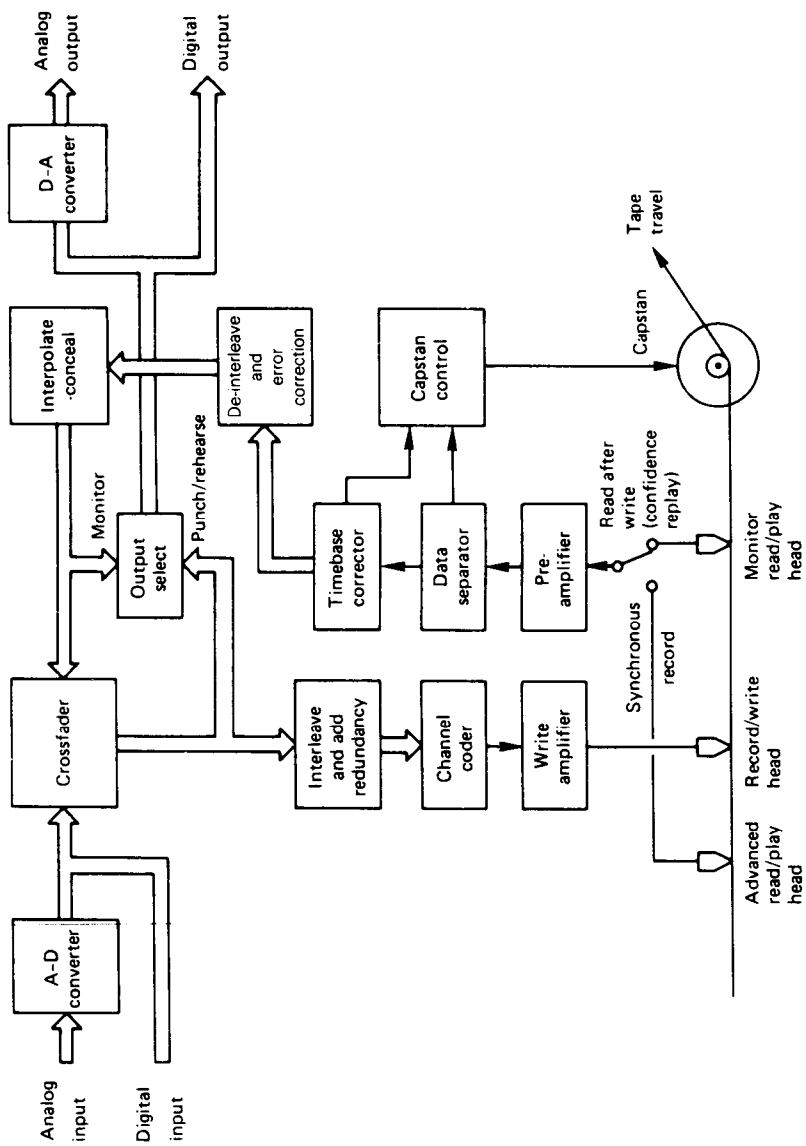 Analog
input
Digital
input
A-D
converter
Crossfader
Monitor
Output
select
Punch/rehearse
Interpolate
-conceal
D-A
converter
Analog
output
Digital
output
De-interleave
and
error
correction
Interleave
and add
redundancy
Channel
coder
Write
amplifier
Timebase
corrector
Data
separator
Pre-
amplifier
Capstan
control
Read after
write
(confidence
replay)
Synchronous
record
Capstan
Tape
travel
Advanced
read/play
head
Record/write
head
Monitor
read/play
head